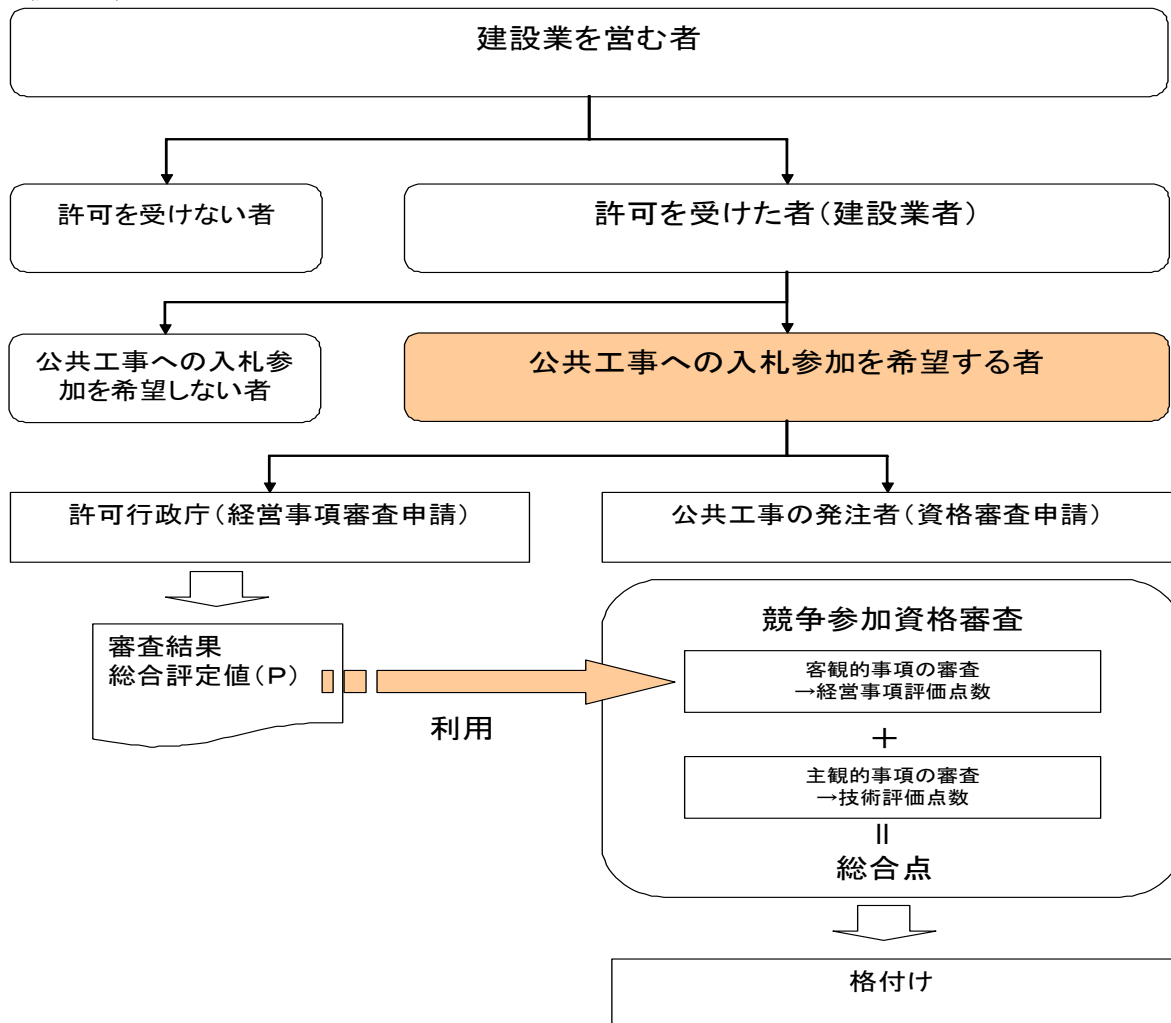 建設業を営む者
許可を受けない者
許可を受けた者(建設業者)
公共工事への入札参
加を希望しない者
公共工事への入札参加を希望する者
許可行政庁(経営事項審査申請)
公共工事の発注者(資格審査申請)
審査結果
総合評定値(P)
利用
競争参加資格審査
客観的事項の審査
→経営事項評価点数
+
主観的事項の審査
→技術評価点数
=
総合点
格付け